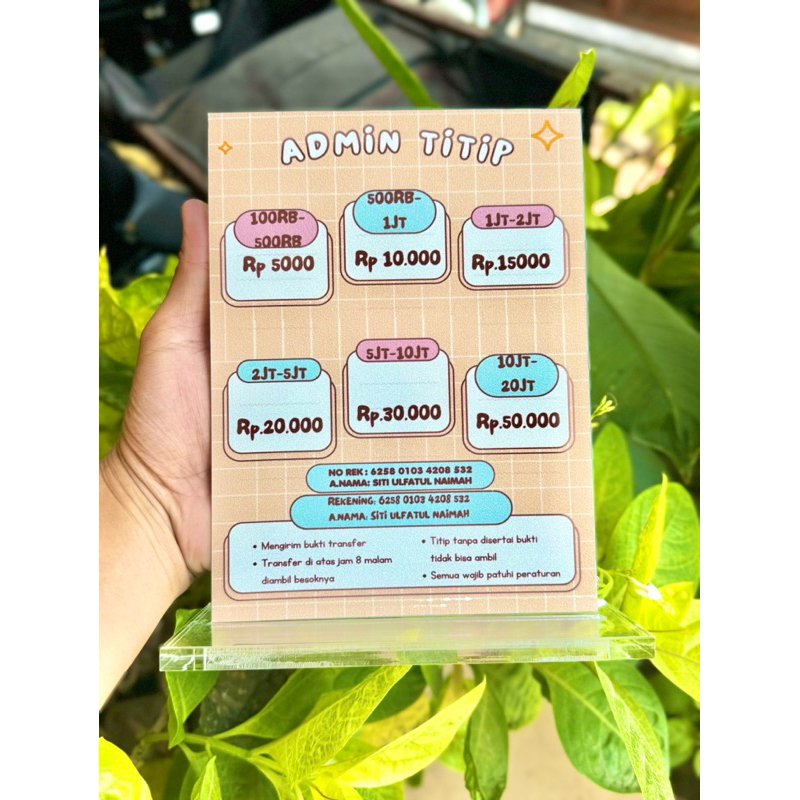 ADMIN TITIP
100RB-
500RB
Rp 5000
500RB-
1JT
Rp 10.000
1JT-2JT
Rp.15000
2JT-5JT
Rp.20.000
5JT-10JT
Rp.30.000
10JT-
20JT
Rp.50.000
NO REK : 6258 0103 4208 532
A.NAMA: SITI ULFATUL NAIMAH
REKENING: 6258 0103 4208 532
A.NAMA: SITI ULFATUL NAIMAH
• Mengirim bukti transfer
• Transfer di atas jam 8 malam
diambil besoknya
• Titip tanpa disertai bukti
tidak bisa ambil
• Semua wajib patuhi peraturan